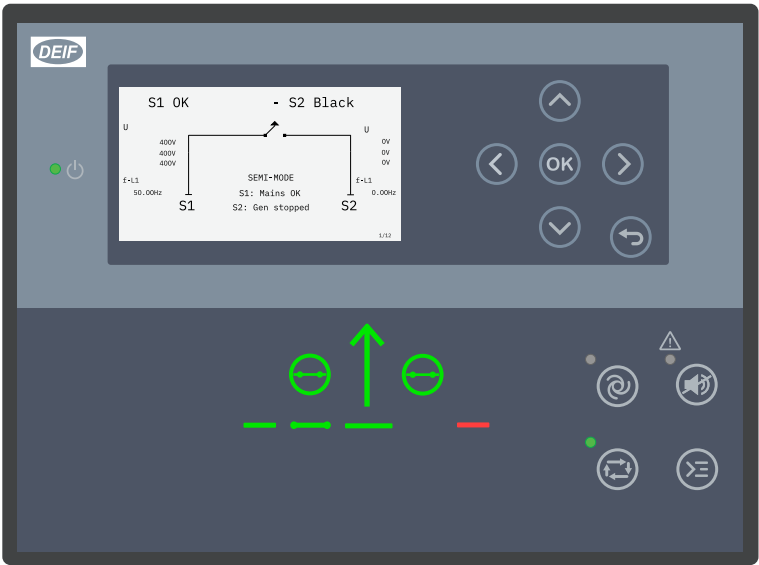 DEIF
S1 OK - S2 Black
U U
400V 0V
400V 0V
400V 0V
SEMI-MODE
f-L1 f-L1
50.00Hz S1: Mains OK 0.00Hz
S1 S2: Gen stopped S2
1/12
OK